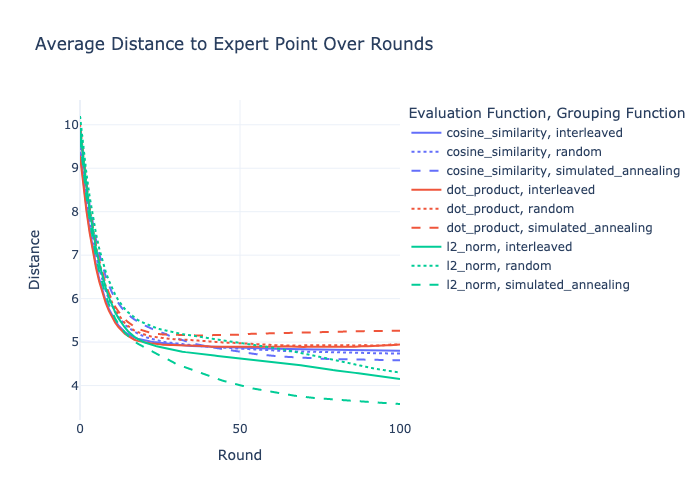 Average Distance to Expert Point Over Rounds
Evaluation Function, Grouping Function
cosine_similarity, interleaved
cosine_similarity, random
cosine_similarity, simulated_annealing
dot_product, interleaved
dot_product, random
dot_product, simulated_annealing
l2_norm, interleaved
l2_norm, random
l2_norm, simulated_annealing
Distance
10
9
8
7
6
5
4
0
50
100
Round